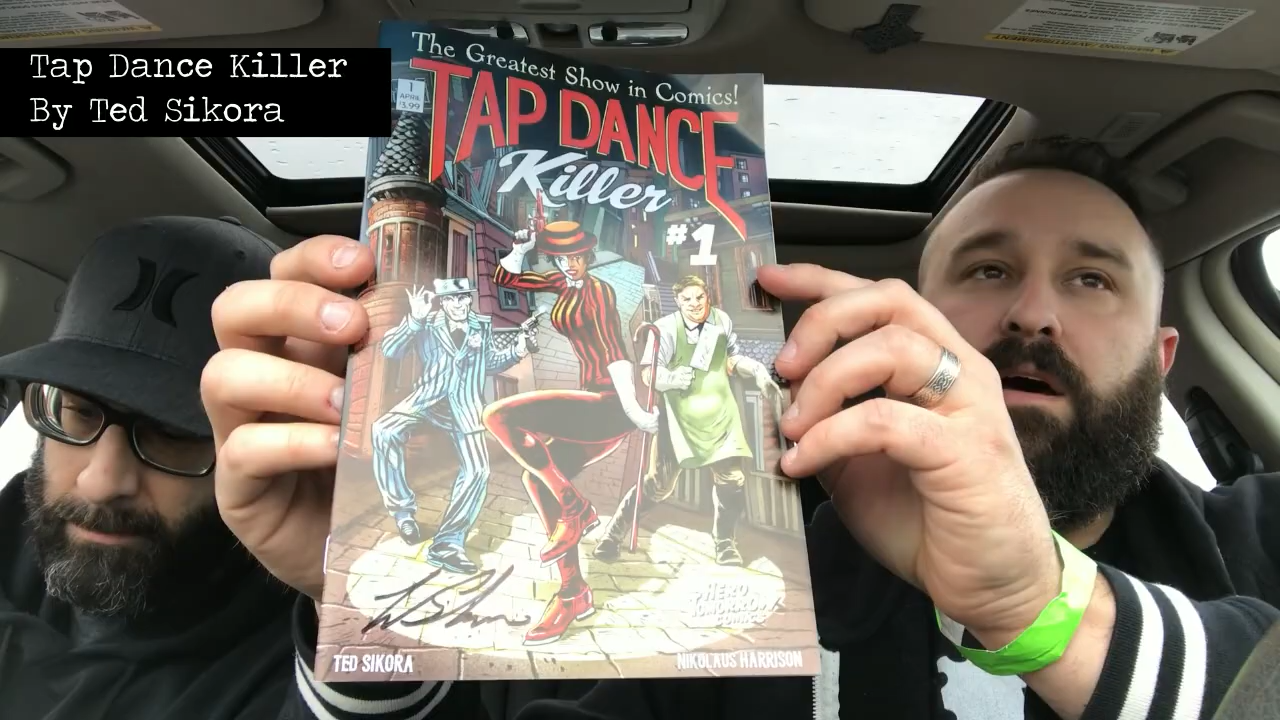 Tap Dance Killer
By Ted Sikora
The Greatest Show in Comics!
1
APRIL
$3.99
TAP DANCE
Killer
#1
HERO
TOMORROW
COMICS
TED SIKORA
NIKOLAUS HARRISON